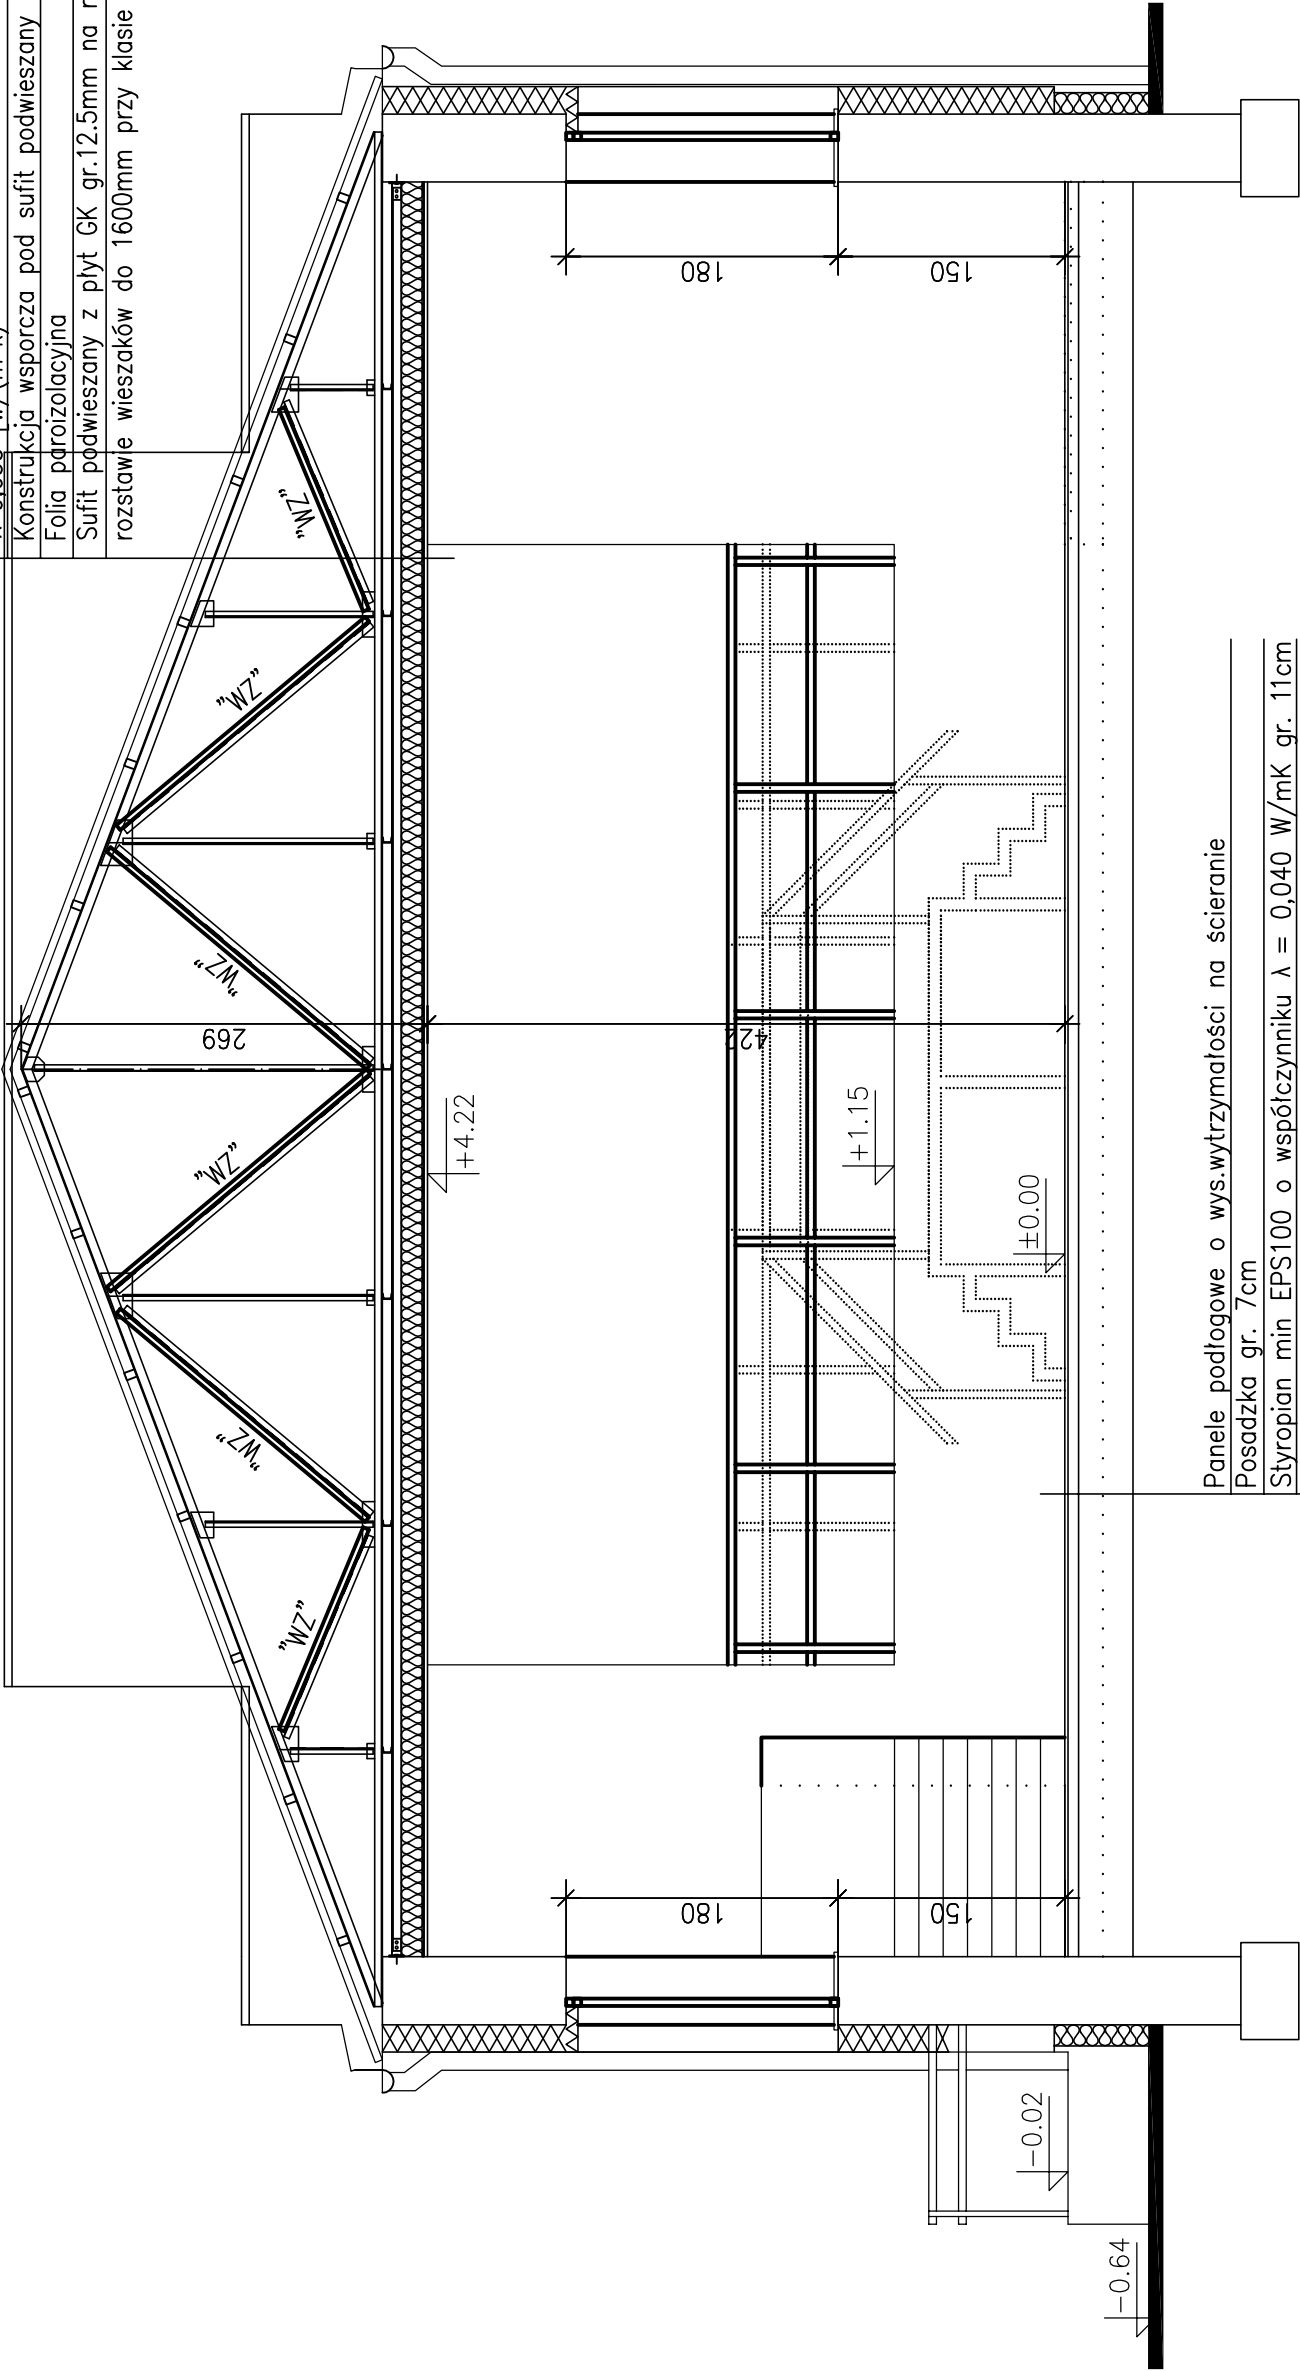 Konstrukcja wsporcza pod sufit podwieszany
Folia paroizolacyjna
Sufit podwieszany z płyt GK gr.12.5mm na
rozstawie wieszaków do 1600mm przy klasie
"WZ"
"WZ"
"WZ"
"WZ"
"WZ"
"WZ"
269
422
+4.22
+1.15
±0.00
180
150
180
150
-0.02
-0.64
Panele podłogowe o wys.wytrzymałości na ścieranie
Posadzka gr. 7cm
Styropian min EPS100 o współczynniku λ = 0,040 W/mK gr. 11cm